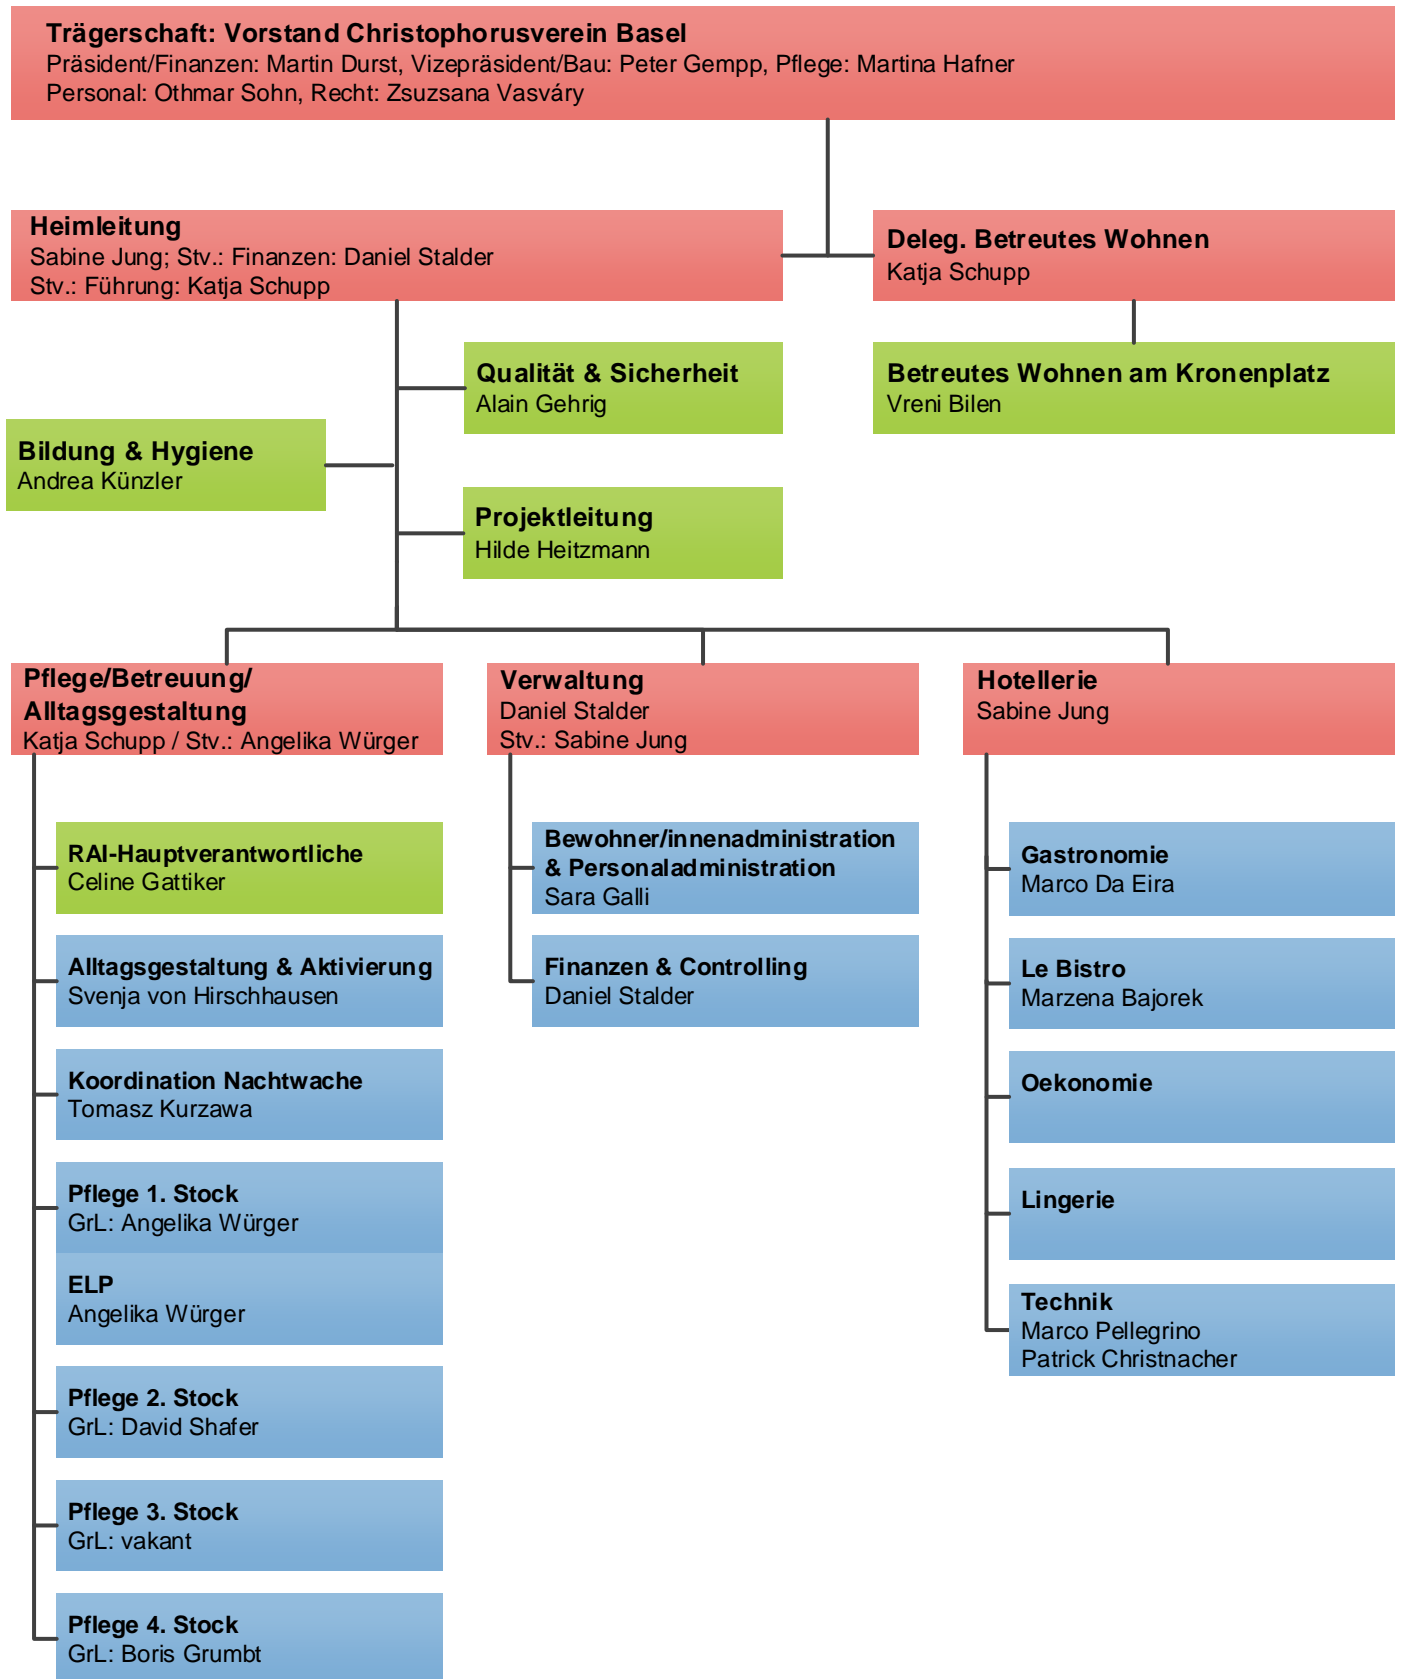 Trägerschaft: Vorstand Christophorusverein Basel
Präsident/Finanzen: Martin Durst, Vizepräsident/Bau: Peter Gempp, Pflege: Martina Hafner
Personal: Othmar Sohn, Recht: Zsuzsana Vasváry
Heimleitung
Sabine Jung; Stv.: Finanzen: Daniel Stalder
Stv.: Führung: Katja Schupp
Deleg. Betreutes Wohnen
Katja Schupp
Qualität & Sicherheit
Alain Gehrig
Betreutes Wohnen am Kronenplatz
Vreni Bilen
Bildung & Hygiene
Andrea Künzler
Projektleitung
Hilde Heitzmann
Pflege/Betreuung/
Alltagsgestaltung
Katja Schupp / Stv.: Angelika Würger
RAI-Hauptverantwortliche
Celine Gattiker
Alltagsgestaltung & Aktivierung
Svenja von Hirschhausen
Koordination Nachtwache
Tomasz Kurzawa
Pflege 1. Stock
GrL: Angelika Würger
ELP
Angelika Würger
Pflege 2. Stock
GrL: David Shafer
Pflege 3. Stock
GrL: vakant
Pflege 4. Stock
GrL: Boris Grumbt
Verwaltung
Daniel Stalder
Stv.: Sabine Jung
Bewohner/innenadministration
& Personaladministration
Sara Galli
Finanzen & Controlling
Daniel Stalder
Hotellerie
Sabine Jung
Gastronomie
Marco Da Eira
Le Bistro
Marzena Bajorek
Oekonomie
Lingerie
Technik
Marco Pellegrino
Patrick Christnacher